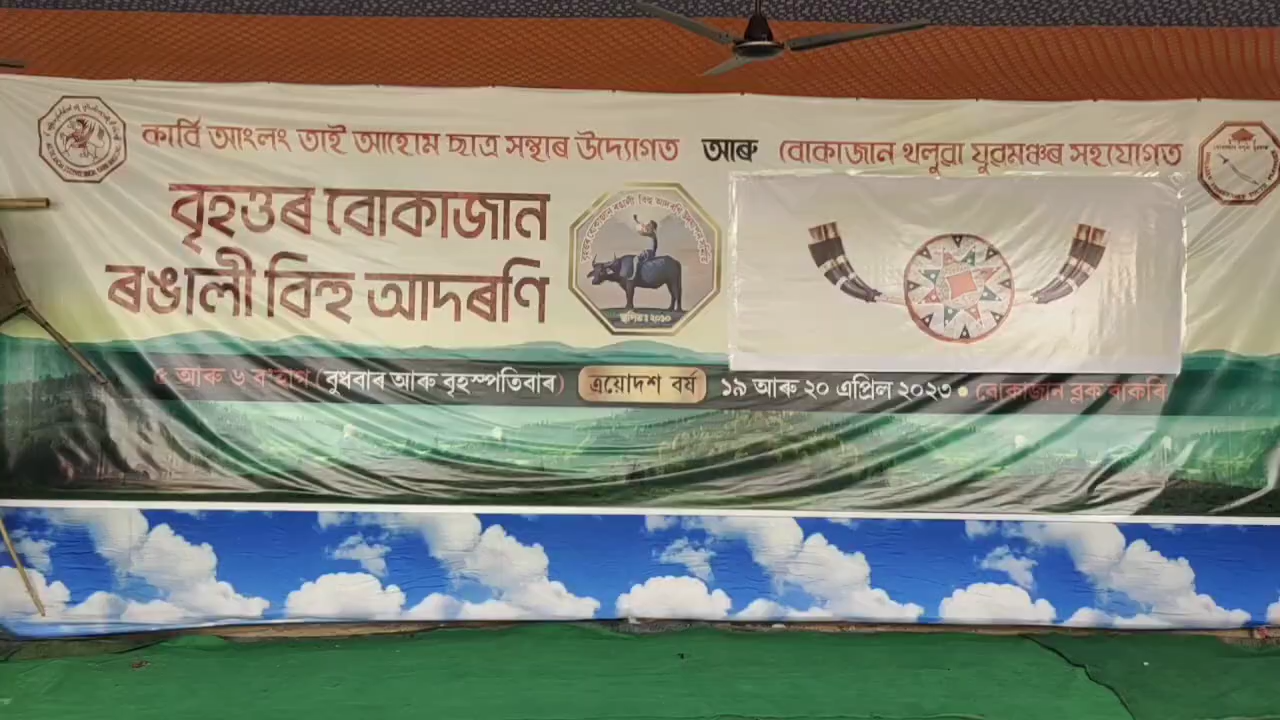 কাৰ্বি আংলং তাই আহোম ছাত্ৰ সন্থাৰ উদ্যোগত আৰু বোকাজান থলুৱা যুৱমঞ্চৰ সহযোগত
বৃহত্তৰ বোকাজান
ৰঙালী বিহু আদৰণি
স্থাপিতঃ ২০১০
৫ আৰু ৬ ব'হাগ (বুধবাৰ আৰু বৃহস্পতিবাৰ) ত্ৰয়োদশ বৰ্ষ ১৯ আৰু ২০ এপ্ৰিল ২০২৩ • বোকাজান ব্লক বাকৰি